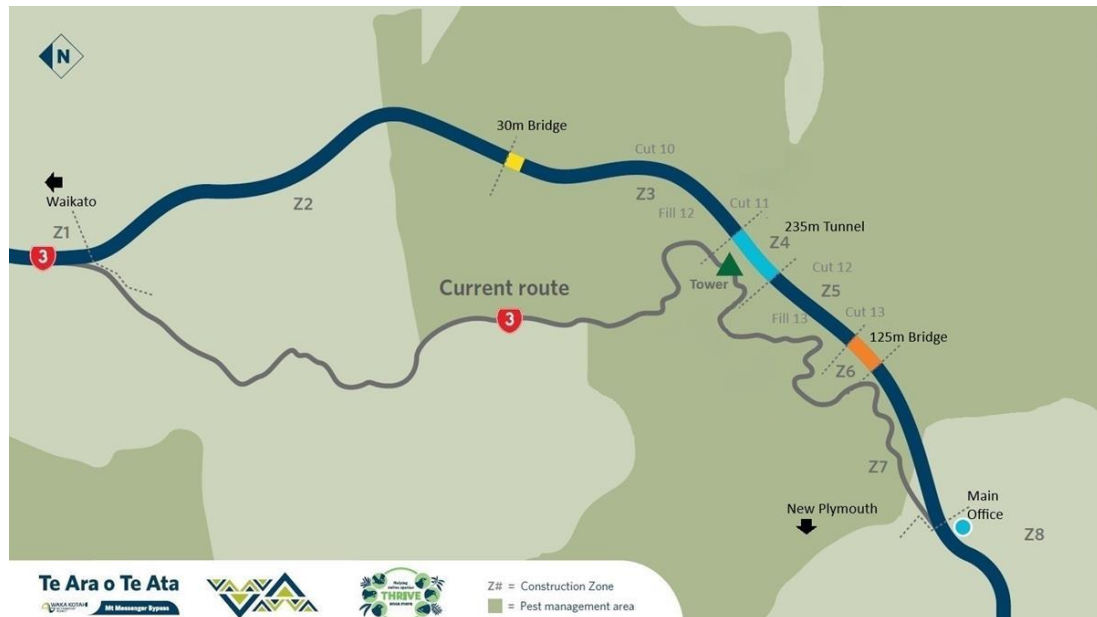 N
30m Bridge
Cut 10
Waikato
Z1
Z2
Z3
Fill 12
Cut 11
235m Tunnel
Z4
3
Tower
Cut 12
Z5
Current route
3
Fill 13
Cut 13
125m Bridge
Z6
Z7
New Plymouth
Main
Office
Z8
Te Ara o Te Ata
WAKA KOTAHI
Mt Messenger Bypass
THRIVE
Z# = Construction Zone
= Pest management area